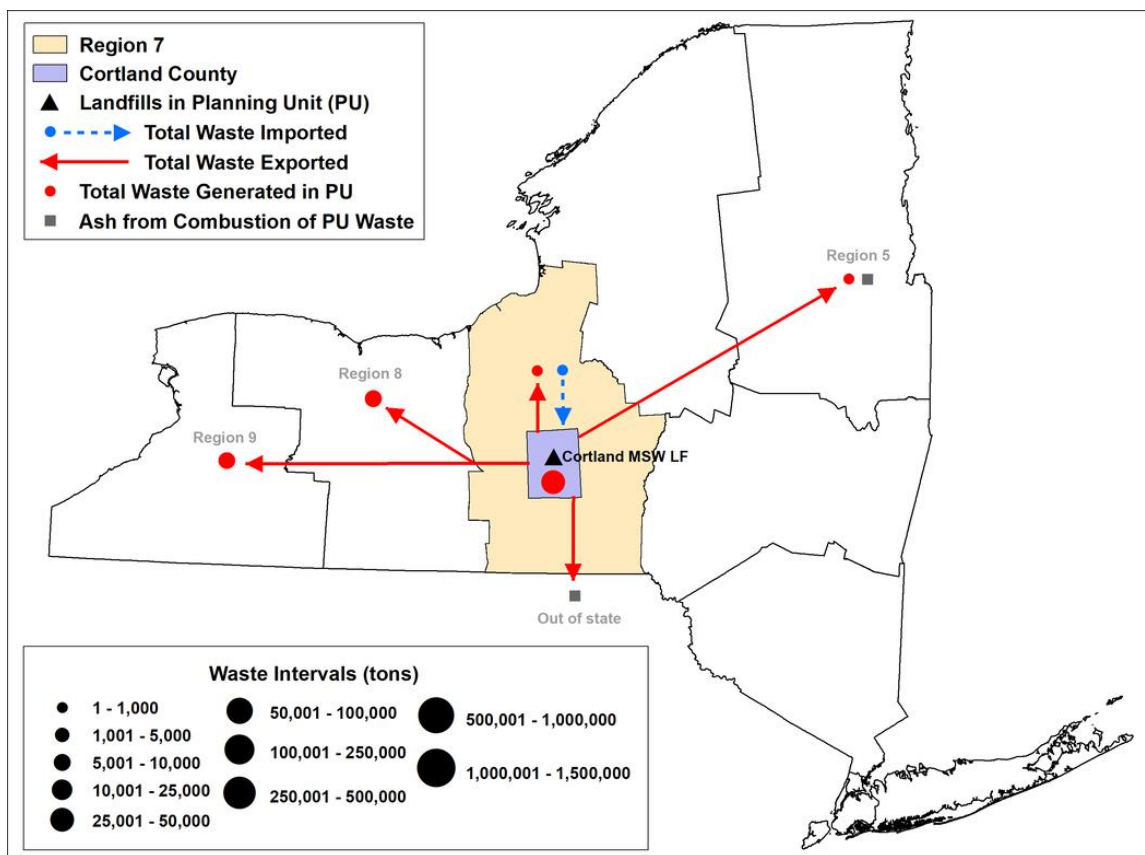 Region 7
Cortland County
Landfills in Planning Unit (PU)
Total Waste Imported
Total Waste Exported
Total Waste Generated in PU
Ash from Combustion of PU Waste
Region 5
Region 8
Region 9
Cortland MSW LF
Out of state
Waste Intervals (tons)
1 - 1,000
1,001 - 5,000
5,001 - 10,000
10,001 - 25,000
25,001 - 50,000
50,001 - 100,000
100,001 - 250,000
250,001 - 500,000
500,001 - 1,000,000
1,000,001 - 1,500,000